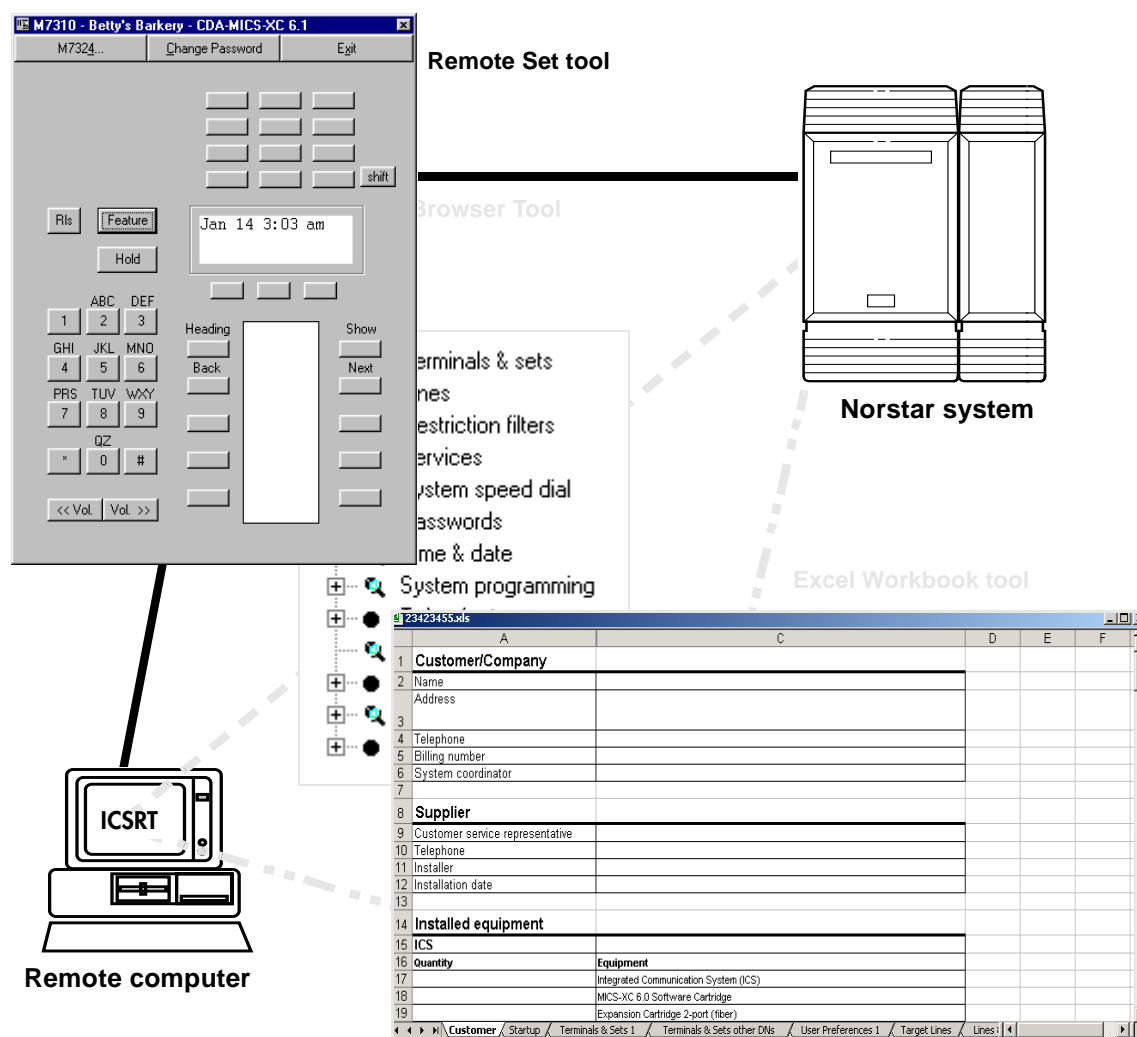 M7310 - Betty's Barkery - CDA-MICS-XC 6.1
M7324... Change Password Exit
Remote Set tool
shift
Browser Tool
Rls Feature
Jan 14 3:03 am
Hold
ABC DEF
1 2 3
GHI JKL MNO
4 5 6
PRS TUV WXY
7 8 9
QZ
* 0 #
<< Vol. Vol. >>
Heading Show
Back Next
Norstar system
erminals & sets
nes
estriction filters
ervices
ystem speed dial
asswords
me & date
System programming
Excel Workbook tool
23423455.xls
A C D E F
1 Customer/Company
2 Name
3 Address
4 Telephone
5 Billing number
6 System coordinator
7
8 Supplier
9 Customer service representative
10 Telephone
11 Installer
12 Installation date
13
14 Installed equipment
15 ICS
16 Quantity Equipment
17 Integrated Communication System (ICS)
18 MICS-XC 6.0 Software Cartridge
19 Expansion Cartridge 2-port (fiber)
Customer Startup Terminals & Sets 1 Terminals & Sets other DNs User Preferences 1 Target Lines Lines
ICSRT
Remote computer